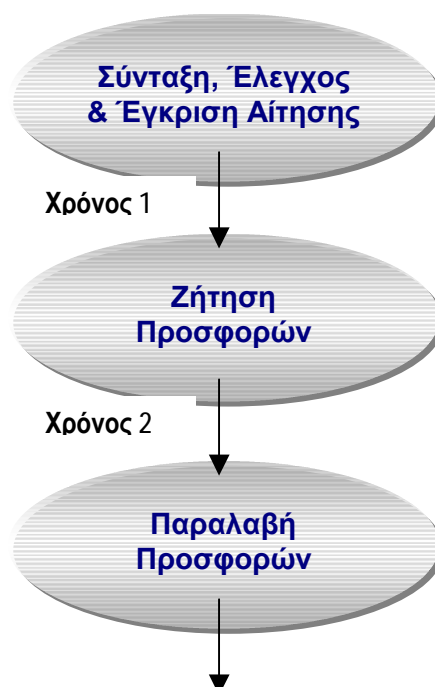 Σύνταξη, Έλεγχος
& Έγκριση Αίτησης
Χρόνος 1
Ζήτηση
Προσφορών
Χρόνος 2
Παραλαβή
Προσφορών